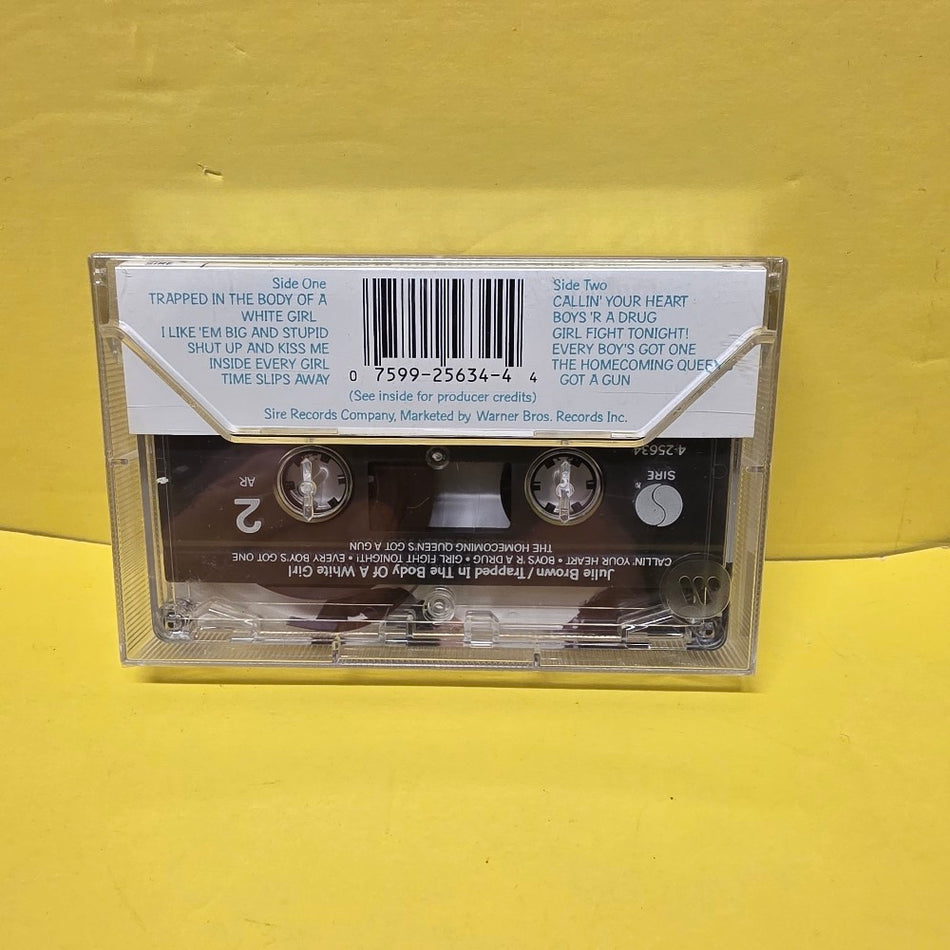 Side One
TRAPPED IN THE BODY OF A
WHITE GIRL
I LIKE 'EM BIG AND STUPID
SHUT UP AND KISS ME
INSIDE EVERY GIRL
TIME SLIPS AWAY
0 7599-25634-4 4
Side Two
CALLIN' YOUR HEART
BOYS 'R A DRUG
GIRL FIGHT TONIGHT!
EVERY BOY'S GOT ONE
THE HOMECOMING QUEEN
GOT A GUN
(See inside for producer credits)
Sire Records Company, Marketed by Warner Bros. Records Inc.
4-25634
SIRE
AR
2
Julie Brown / Trapped In The Body Of A White Girl
CALLIN' YOUR HEART • BOYS 'R A DRUG • GIRL FIGHT TONIGHT! • EVERY BOY'S GOT ONE
THE HOMECOMING QUEEN'S GOT A GUN